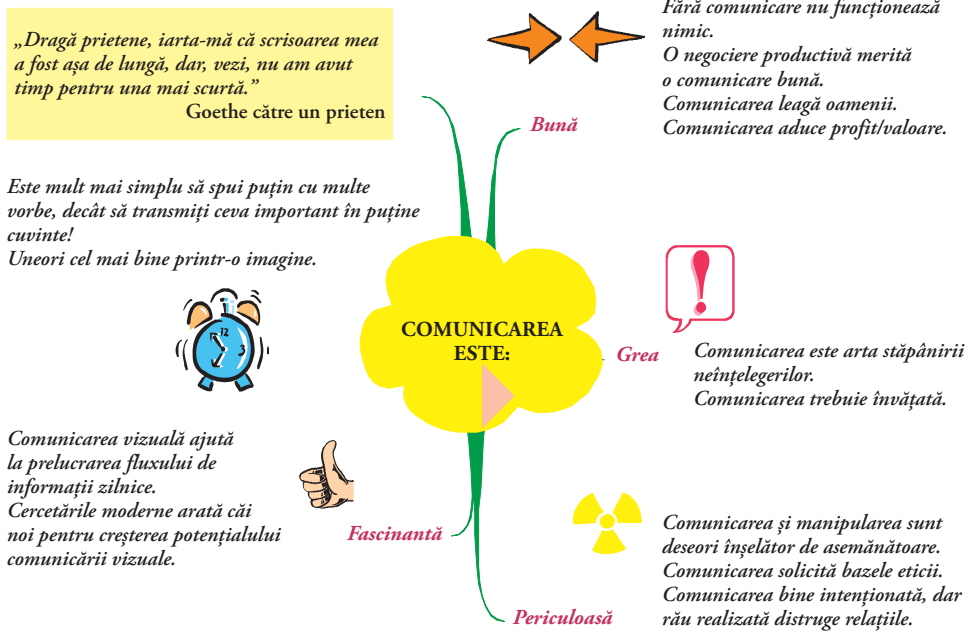 „Dragă prietene, iarta-mă că scrisoarea mea
a fost așa de lungă, dar, vezi, nu am avut
timp pentru una mai scurtă.”
Goethe către un prieten
Fără comunicare nu funcționează
nimic.
O negociere productivă merită
o comunicare bună.
Comunicarea leagă oamenii.
Comunicarea aduce profit/valoare.
Bună
Este mult mai simplu să spui puțin cu multe
vorbe, decât să transmiți ceva important în puține
cuvinte!
Uneori cel mai bine printr-o imagine.
12
3
COMUNICAREA
ESTE:
Grea
Comunicarea este arta stăpânirii
neînțelegerilor.
Comunicarea trebuie învățată.
Comunicarea vizuală ajută
la prelucrarea fluxului de
informații zilnice.
Cercetările moderne arată căi
noi pentru creșterea potențialului
comunicării vizuale.
Fascinantă
Comunicarea și manipularea sunt
deseori înșelător de asemănătoare.
Comunicarea solicită bazele eticii.
Comunicarea bine intenționată, dar
rău realizată distruge relațiile.
Periculoasă